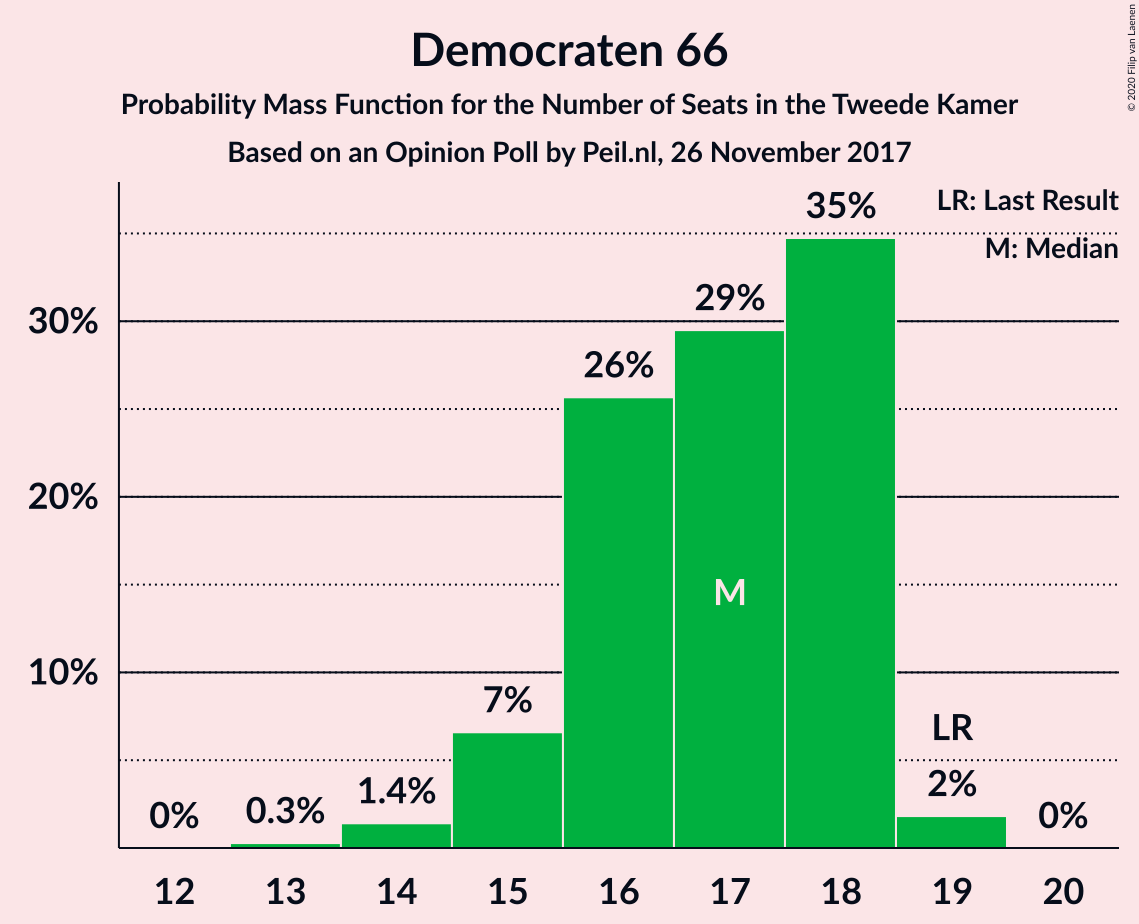 Democraten 66
Probability Mass Function for the Number of Seats in the Tweede Kamer
Based on an Opinion Poll by Peil.nl, 26 November 2017
© 2020 Filip van Laenen
LR: Last Result
M: Median
35%
29%
30%
26%
20%
M
10%
7%
LR
1.4%
2%
0%
0.3%
0%
12 13 14 15 16 17 18 19 20